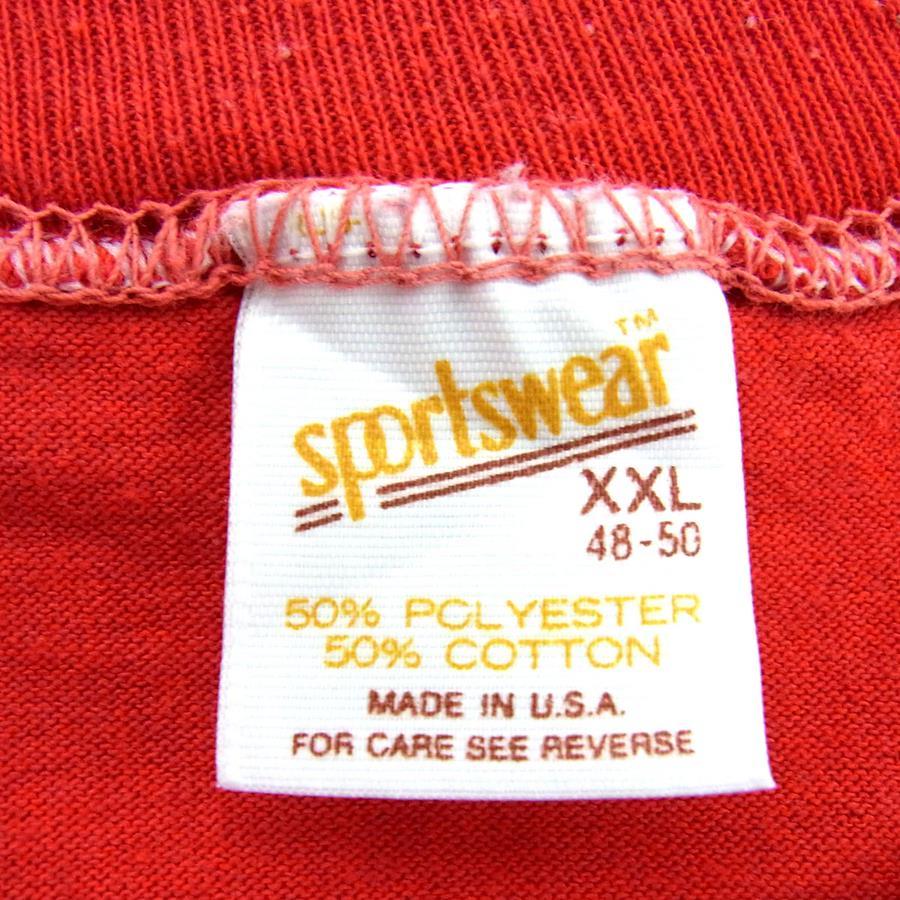 sportswear™
XXL
48-50
50% POLYESTER
50% COTTON
MADE IN U.S.A.
FOR CARE SEE REVERSE